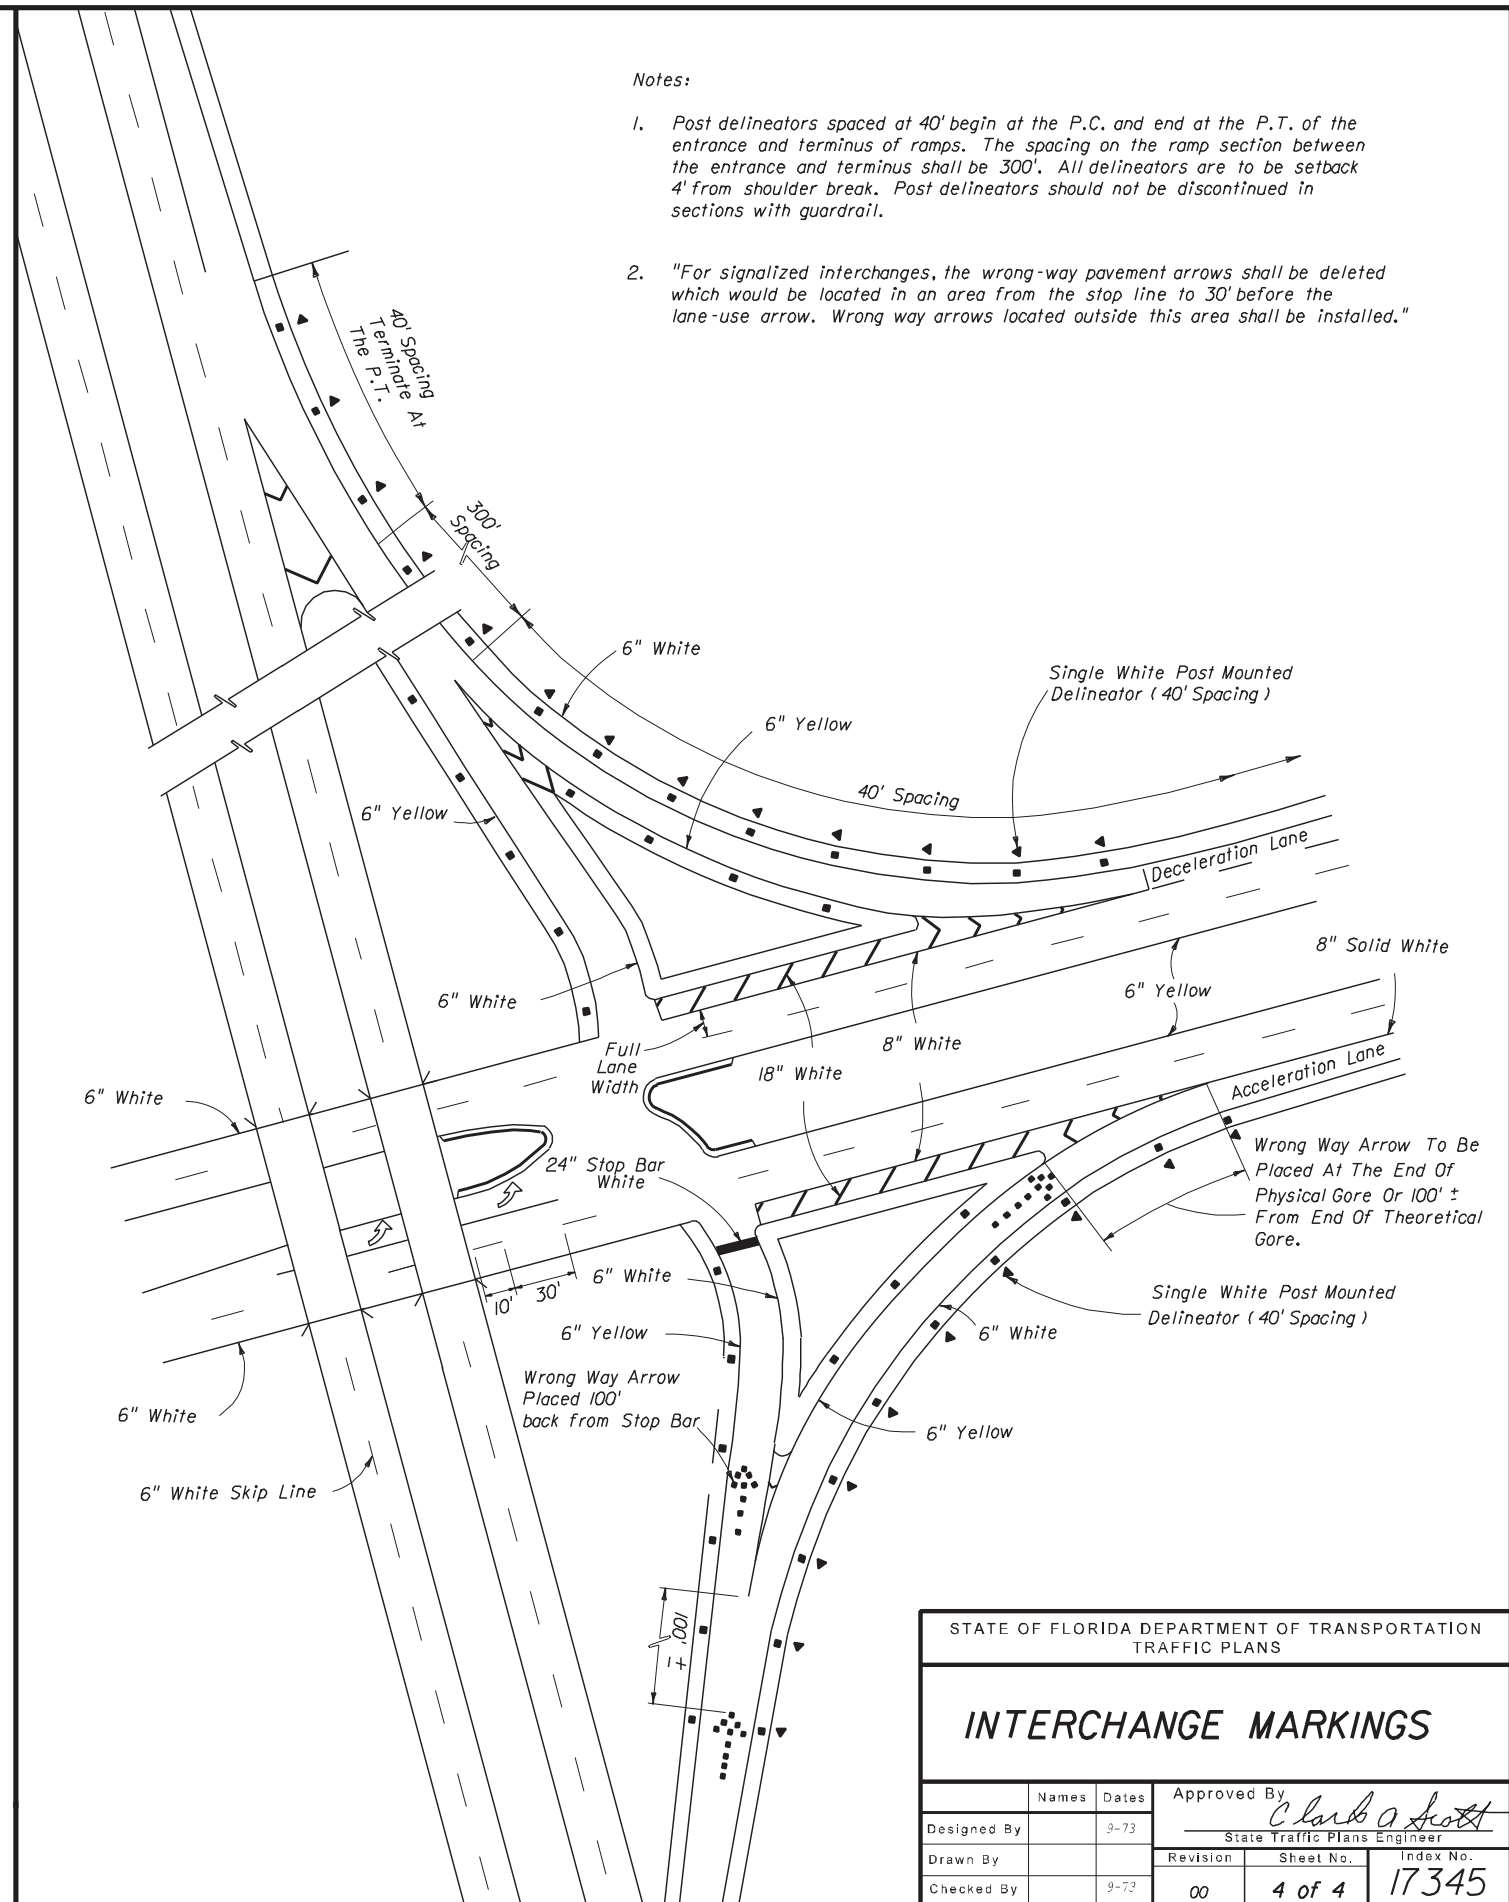 Notes:
1. Post delineators spaced at 40' begin at the P.C. and end at the P.T. of the
entrance and terminus of ramps. The spacing on the ramp section between
the entrance and terminus shall be 300'. All delineators are to be setback
4' from shoulder break. Post delineators should not be discontinued in
sections with guardrail.
2. "For signalized interchanges, the wrong-way pavement arrows shall be deleted
which would be located in an area from the stop line to 30' before the
lane-use arrow. Wrong way arrows located outside this area shall be installed."
40' Spacing
Terminate At
The P.T.
300'
Spacing
6" White
Single White Post Mounted
Delineator (40' Spacing)
6" Yellow
40' Spacing
6" Yellow
Deceleration Lane
8" Solid White
6" White
6" Yellow
Full
Lane
Width
8" White
18" White
6" White
Acceleration Lane
24" Stop Bar
White
Wrong Way Arrow To Be
Placed At The End Of
Physical Gore Or 100' ±
From End Of Theoretical
Gore.
6" White
10'
30'
Single White Post Mounted
Delineator (40' Spacing)
6" Yellow
6" White
Wrong Way Arrow
Placed 100'
back from Stop Bar
6" White
6" Yellow
6" White Skip Line
100' ±
STATE OF FLORIDA DEPARTMENT OF TRANSPORTATION
TRAFFIC PLANS
INTERCHANGE MARKINGS
Names Dates
Approved By
Clark A Scott
State Traffic Plans Engineer
Designed By 9-73
Drawn By
Checked By 9-73
Revision
00
Sheet No.
4 of 4
Index No.
17345